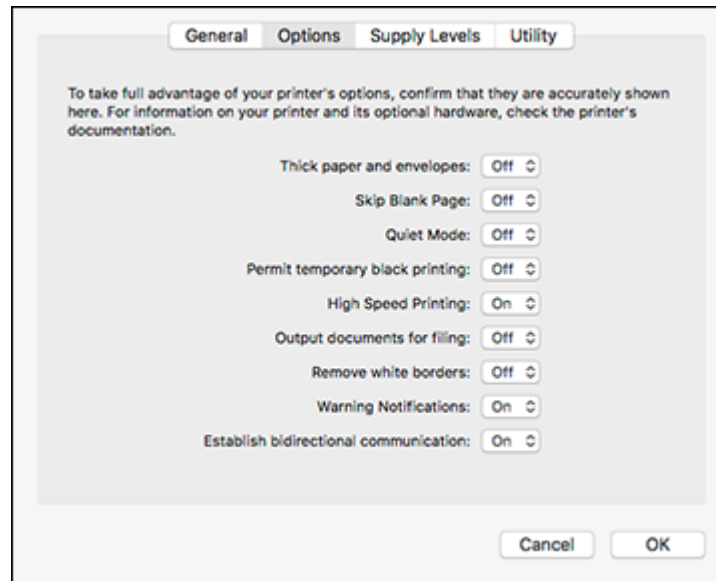 General Options Supply Levels Utility
To take full advantage of your printer's options, confirm that they are accurately shown
here. For information on your printer and its optional hardware, check the printer's
documentation.
Thick paper and envelopes: Off
Skip Blank Page: Off
Quiet Mode: Off
Permit temporary black printing: Off
High Speed Printing: On
Output documents for filing: Off
Remove white borders: Off
Warning Notifications: On
Establish bidirectional communication: On
Cancel OK